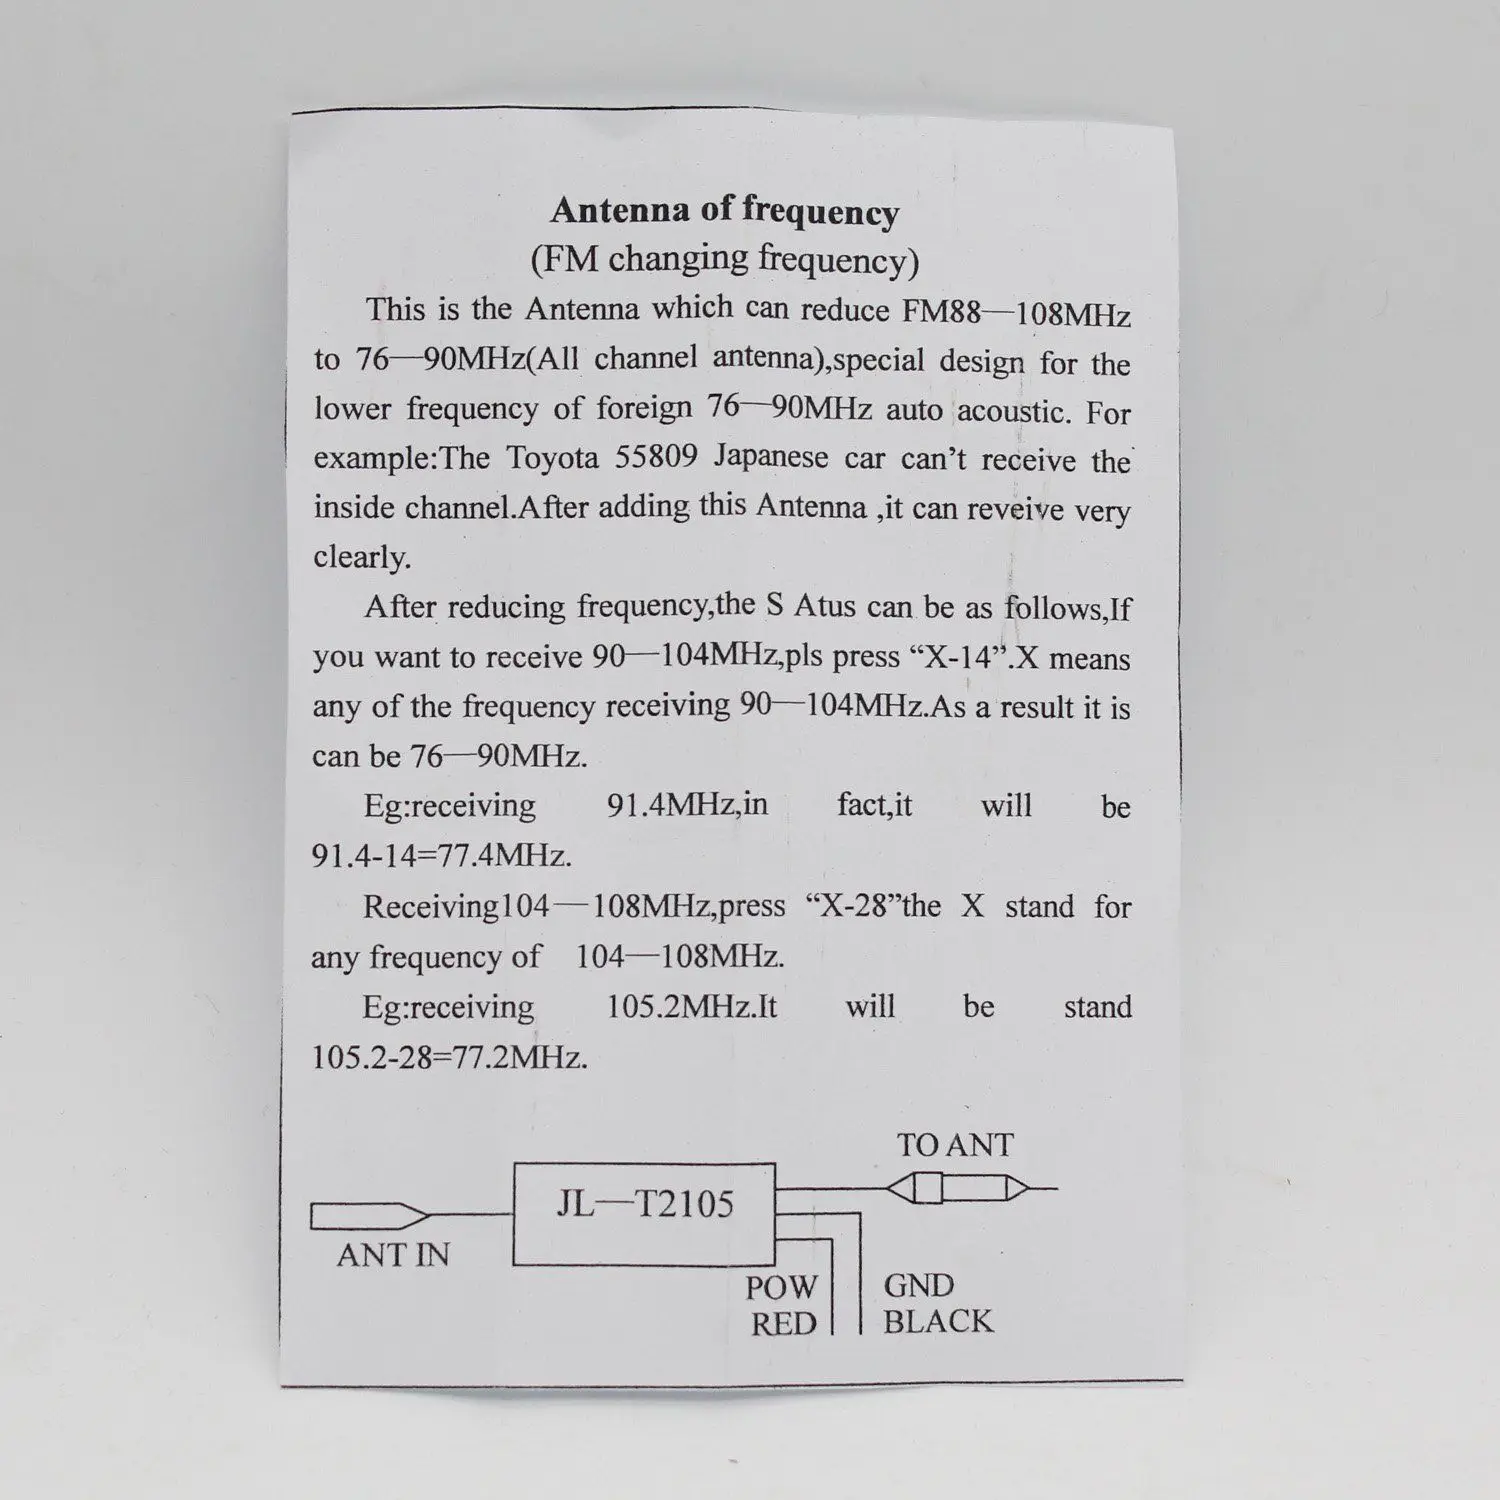 Antenna of frequency
(FM changing frequency)
This is the Antenna which can reduce FM88—108MHz
to 76—90MHz(All channel antenna),special design for the
lower frequency of foreign 76—90MHz auto acoustic. For
example:The Toyota 55809 Japanese car can't receive the
inside channel.After adding this Antenna ,it can reveive very
clearly.
After reducing frequency,the S Atus can be as follows,If
you want to receive 90—104MHz,pls press “X-14”.X means
any of the frequency receiving 90—104MHz.As a result it is
can be 76—90MHz.
Eg:receiving 91.4MHz,in fact,it will be
91.4-14=77.4MHz.
Receiving104—108MHz,press “X-28”the X stand for
any frequency of 104—108MHz.
Eg:receiving 105.2MHz.It will be stand
105.2-28=77.2MHz.
TO ANT
JL—T2105
ANT IN
POW GND
RED BLACK